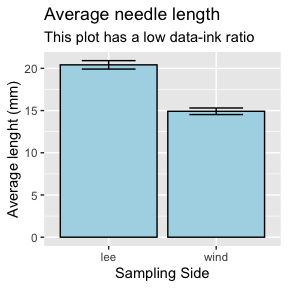 Average needle length
This plot has a low data-ink ratio
Average lenght (mm)
20
15
10
5
0
lee
wind
Sampling Side